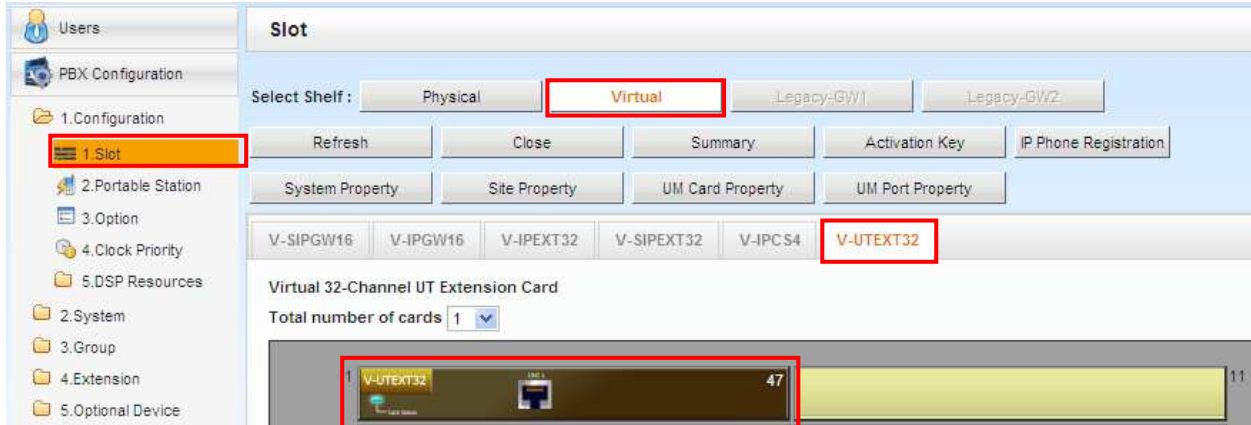 Users
PBX Configuration
1.Configuration
1.Slot
2.Portable Station
3.Option
4.Clock Priority
5.DSP Resources
2.System
3.Group
4.Extension
5.Optional Device
Slot
Select Shelf : Physical Virtual Legacy-GW1 Legacy-GW2
Refresh Close Summary Activation Key IP Phone Registration
System Property Site Property UM Card Property UM Port Property
V-SIPGW16 V-IPGW16 V-IPEXT32 V-SIPEXT32 V-IPCS4 V-UTEXT32
Virtual 32-Channel UT Extension Card
Total number of cards 1
1 V-UTEXT32 47 11